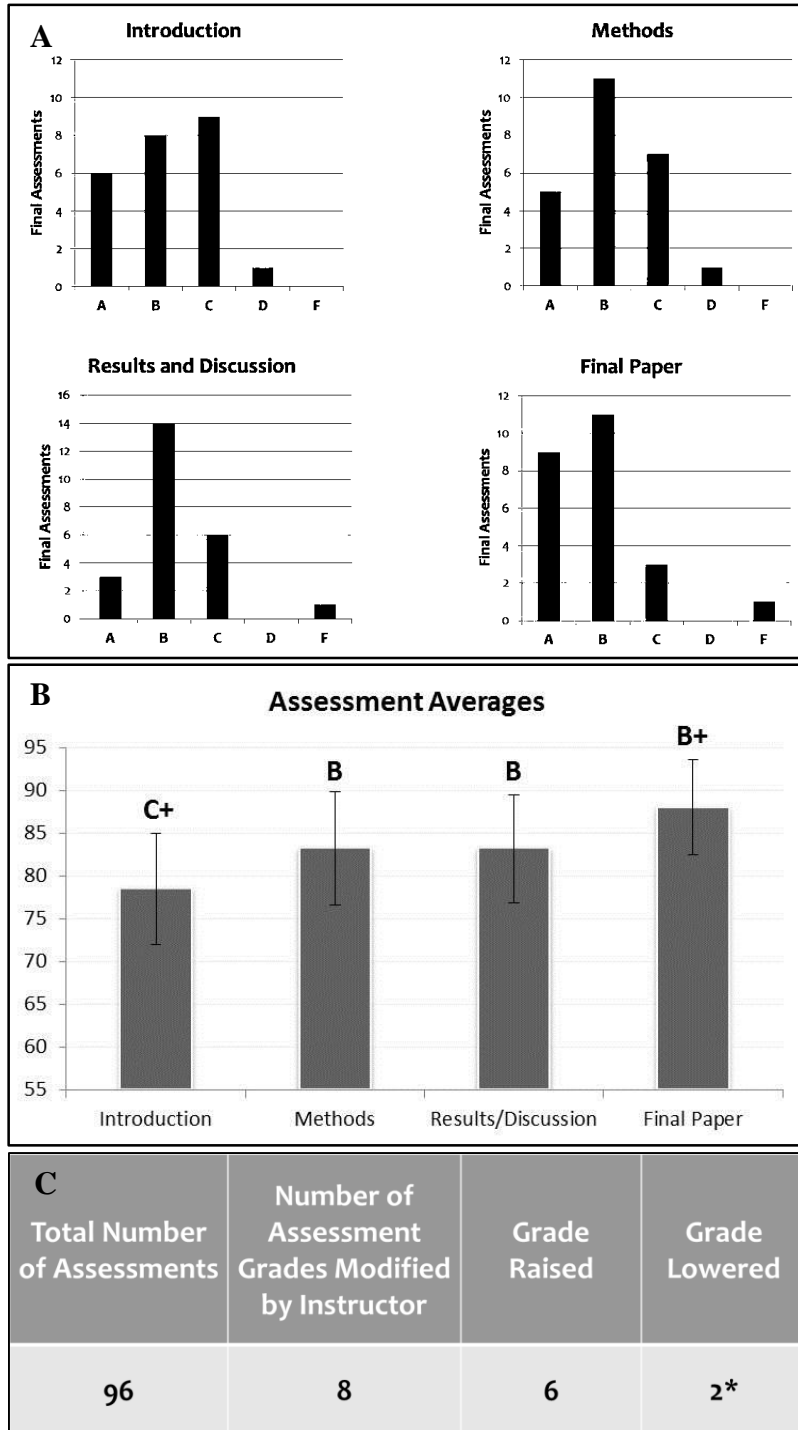 A
Introduction
Final Assessments
12
10
8
6
4
2
0
A B C D F
Methods
Final Assessments
12
10
8
6
4
2
0
A B C D F
Results and Discussion
Final Assessments
16
14
12
10
8
6
4
2
0
A B C D F
Final Paper
Final Assessments
12
10
8
6
4
2
0
A B C D F
B
Assessment Averages
95
90
85
80
75
70
65
60
55
C+
B
B
B+
Introduction Methods Results/Discussion Final Paper
C
Total Number
of Assessments
Number of
Assessment
Grades Modified
by Instructor
Grade
Raised
Grade
Lowered
96 8 6 2*